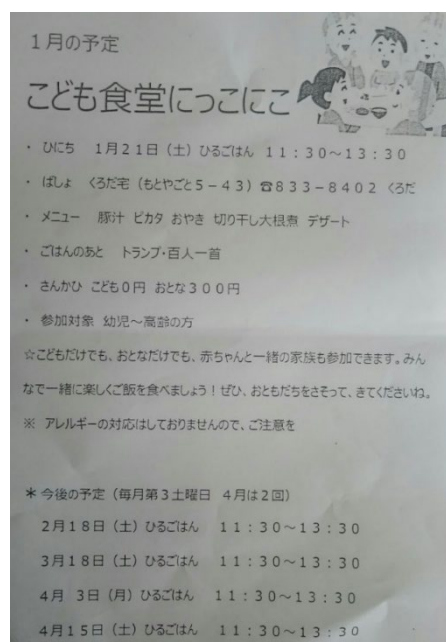 1月の予定
こども食堂にっこにこ
・ ひにち 1月21日(土)ひるごはん 11:30~13:30
・ ばしょ くろだ宅(もとやごと5-43)☎833-8402 くろだ
・ メニュー 豚汁 ピカタ おやき 切り干し大根煮 デザート
・ ごはんのあと トランプ・百人一首
・ さんかひ こども0円 おとな300円
・ 参加対象 幼児~高齢の方
☆こどもだけでも、おとなだけでも、赤ちゃんと一緒の家族も参加できます。みん
なで一緒に楽しくご飯を食べましょう!ぜひ、おともだちをさそって、きてくださいね。
※ アレルギーの対応はしておりませんので、ご注意を
*今後の予定(毎月第3土曜日 4月は2回)
2月18日(土)ひるごはん 11:30~13:30
3月18日(土)ひるごはん 11:30~13:30
4月 3日(月)ひるごはん 11:30~13:30
4月15日(土)ひるごはん 11:30~13:30